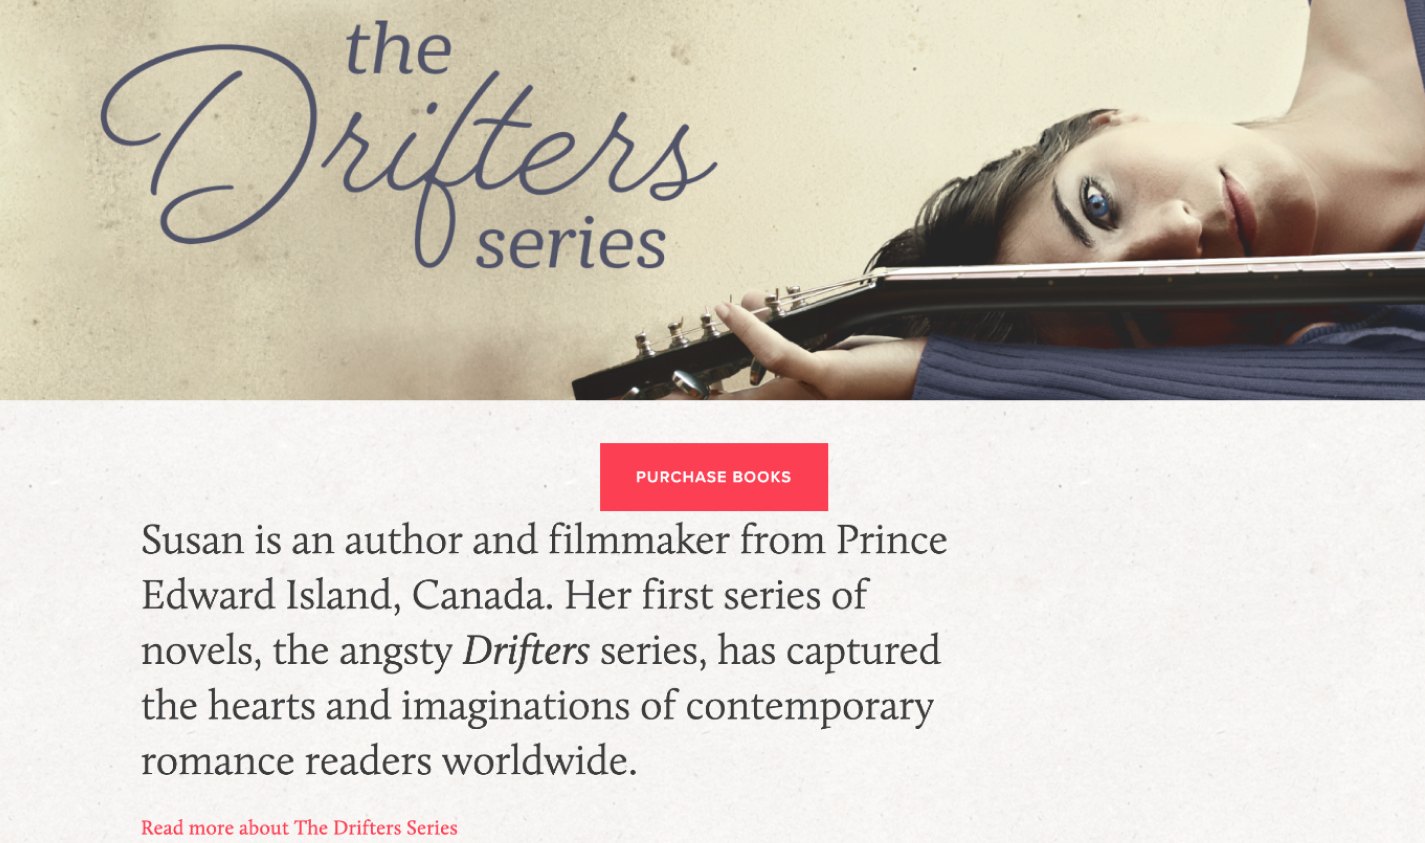 the
Drifters
series
PURCHASE BOOKS
Susan is an author and filmmaker from Prince
Edward Island, Canada. Her first series of
novels, the angsty Drifters series, has captured
the hearts and imaginations of contemporary
romance readers worldwide.
Read more about The Drifters Series